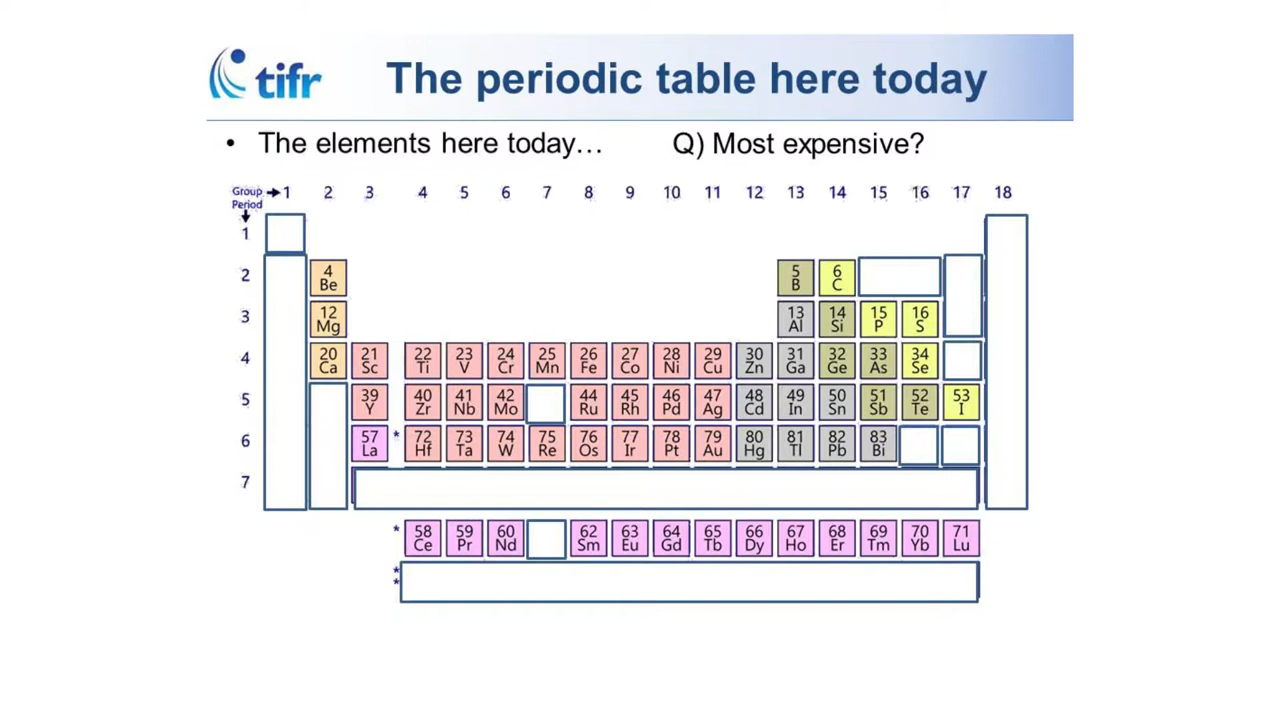 tifr
The periodic table here today
• The elements here today… Q) Most expensive?
Group 1 2 3 4 5 6 7 8 9 10 11 12 13 14 15 16 17 18
Period
1
2 4 5 6
Be B C
3 12 13 14 15 16
Mg Al Si P S
4 20 21 22 23 24 25 26 27 28 29 30 31 32 33 34
Ca Sc Ti V Cr Mn Fe Co Ni Cu Zn Ga Ge As Se
5 39 40 41 42 44 45 46 47 48 49 50 51 52 53
Y Zr Nb Mo Ru Rh Pd Ag Cd In Sn Sb Te I
6 57 * 72 73 74 75 76 77 78 79 80 81 82 83
La Hf Ta W Re Os Ir Pt Au Hg Tl Pb Bi
7
* 58 59 60 62 63 64 65 66 67 68 69 70 71
Ce Pr Nd Sm Eu Gd Tb Dy Ho Er Tm Yb Lu
*
*